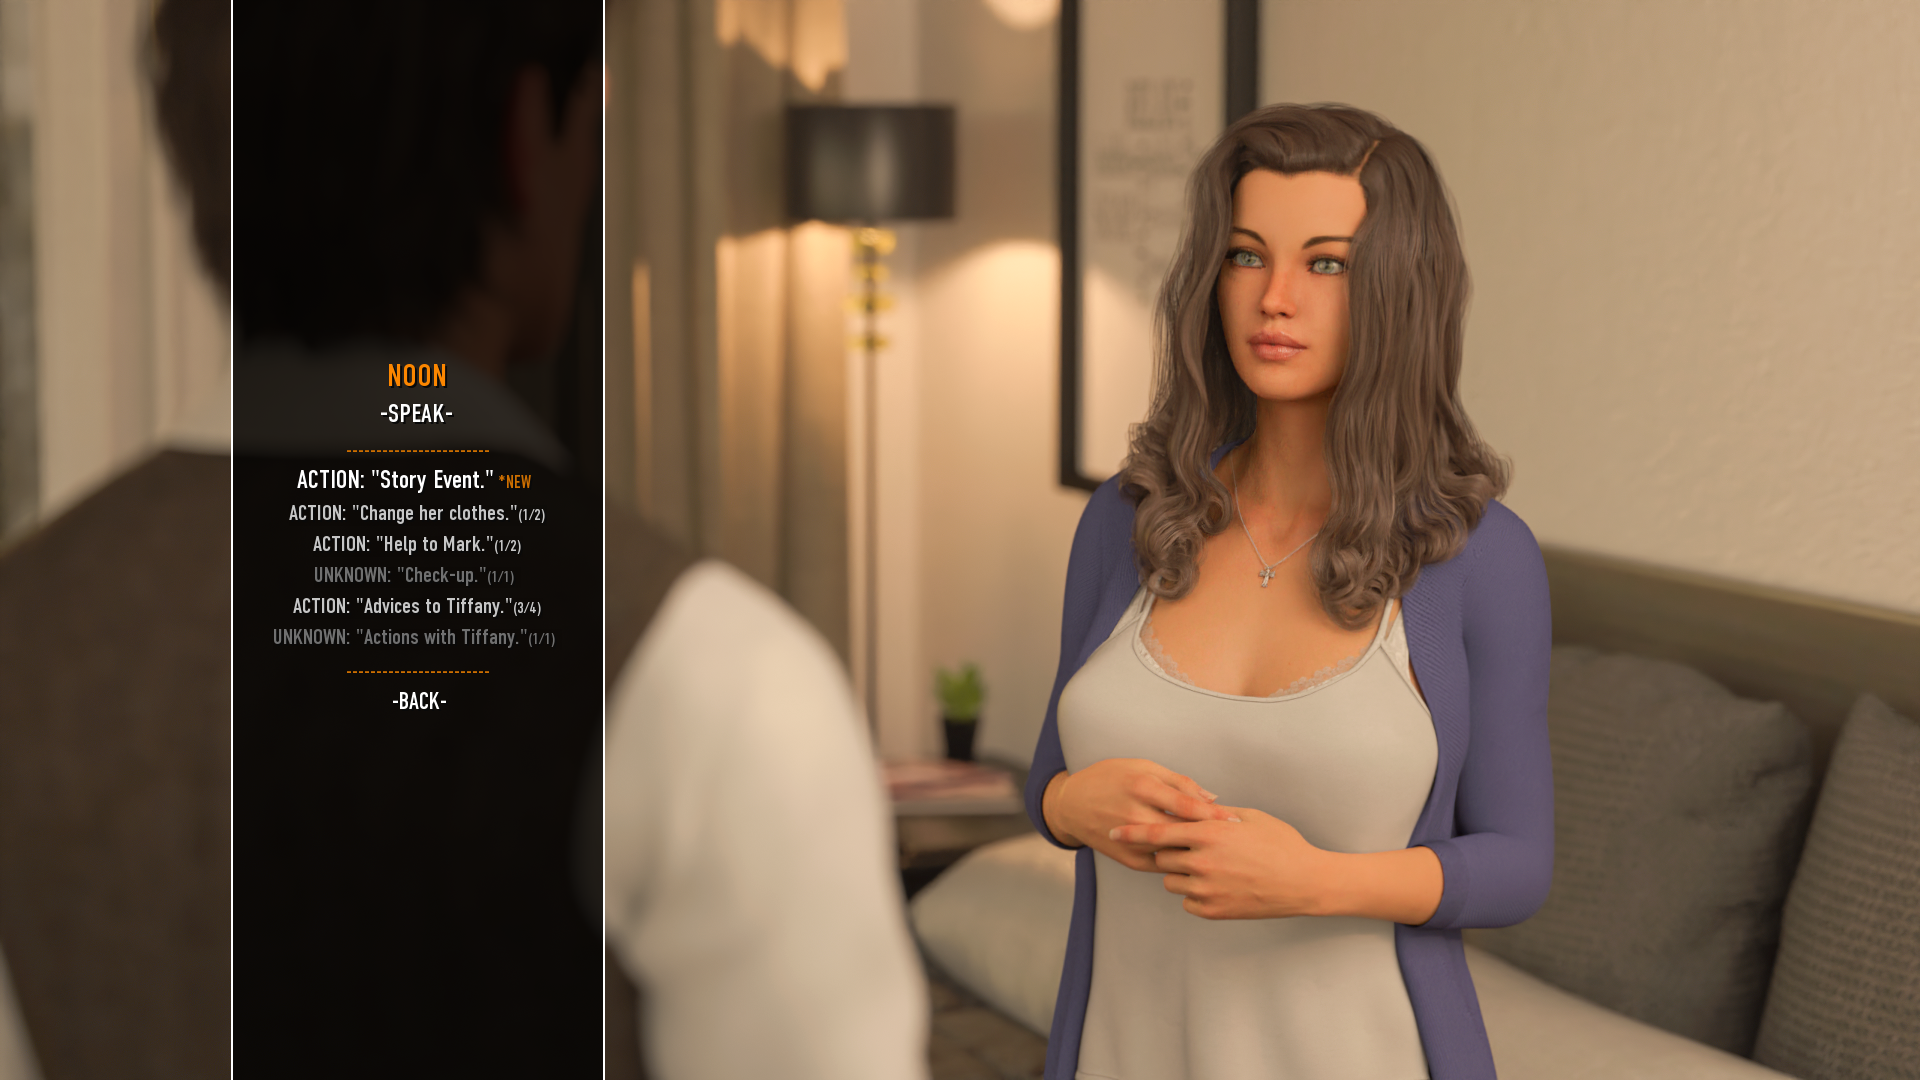 NOON
-SPEAK-
------------------------
ACTION: "Story Event." *NEW
ACTION: "Change her clothes."(1/2)
ACTION: "Help to Mark."(1/2)
UNKNOWN: "Check-up."(1/1)
ACTION: "Advices to Tiffany."(3/4)
UNKNOWN: "Actions with Tiffany."(1/1)
------------------------
-BACK-